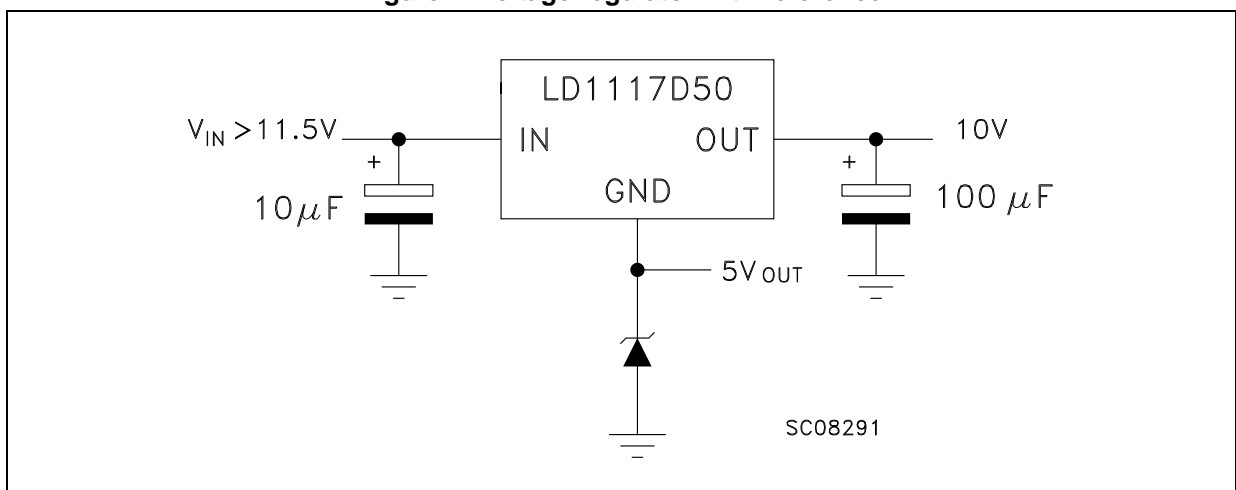 LD1117D50
V_IN >11.5V
IN
OUT
10V
+
+
GND
10μF
100 μF
5V_OUT
SC08291